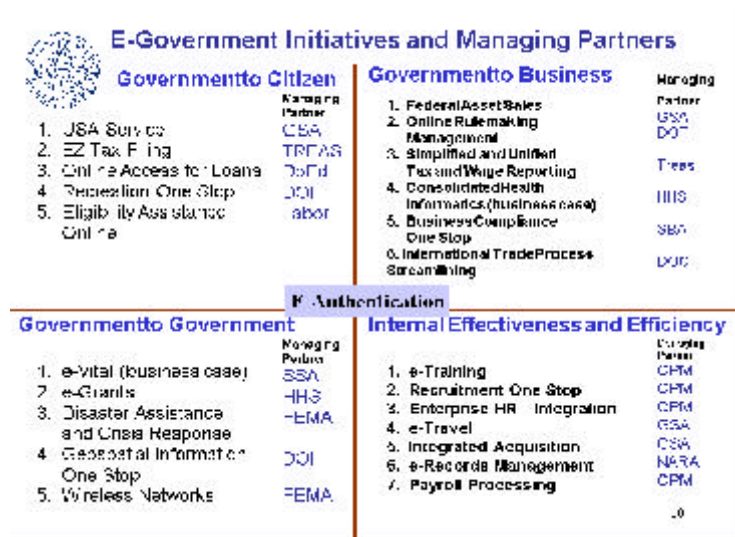 E-Government Initiatives and Managing Partners
Governmentto Citizen
Managing
Partner
1. USA Service GSA
2. EZ Tax Filing TREAS
3. Online Access for Loans DoEd
4. Recreation One Stop DOI
5. Eligibility Assistance Labor
Online
Governmentto Business
Managing
Partner
1. Federal Asset Sales GSA
2. Online Rulemaking DOT
Management
3. Simplified and Unified
Tax and Wage Reporting Treas
4. Consolidated Health
Informatics (business case) HHS
5. Business Compliance
One Stop SBA
6. International Trade Process
Streamlining DOC
E-Authentication
Governmentto Government
Managing
Partner
1. e-Vital (business case) SSA
2. e-Grants HHS
3. Disaster Assistance FEMA
and Crisis Response
4. Geospatial Information DOI
One Stop
5. Wireless Networks FEMA
Internal Effectiveness and Efficiency
Managing
Partner
1. e-Training OPM
2. Recruitment One Stop OPM
3. Enterprise HR Integration OPM
4. e-Travel GSA
5. Integrated Acquisition GSA
6. e-Records Management NARA
7. Payroll Processing OPM